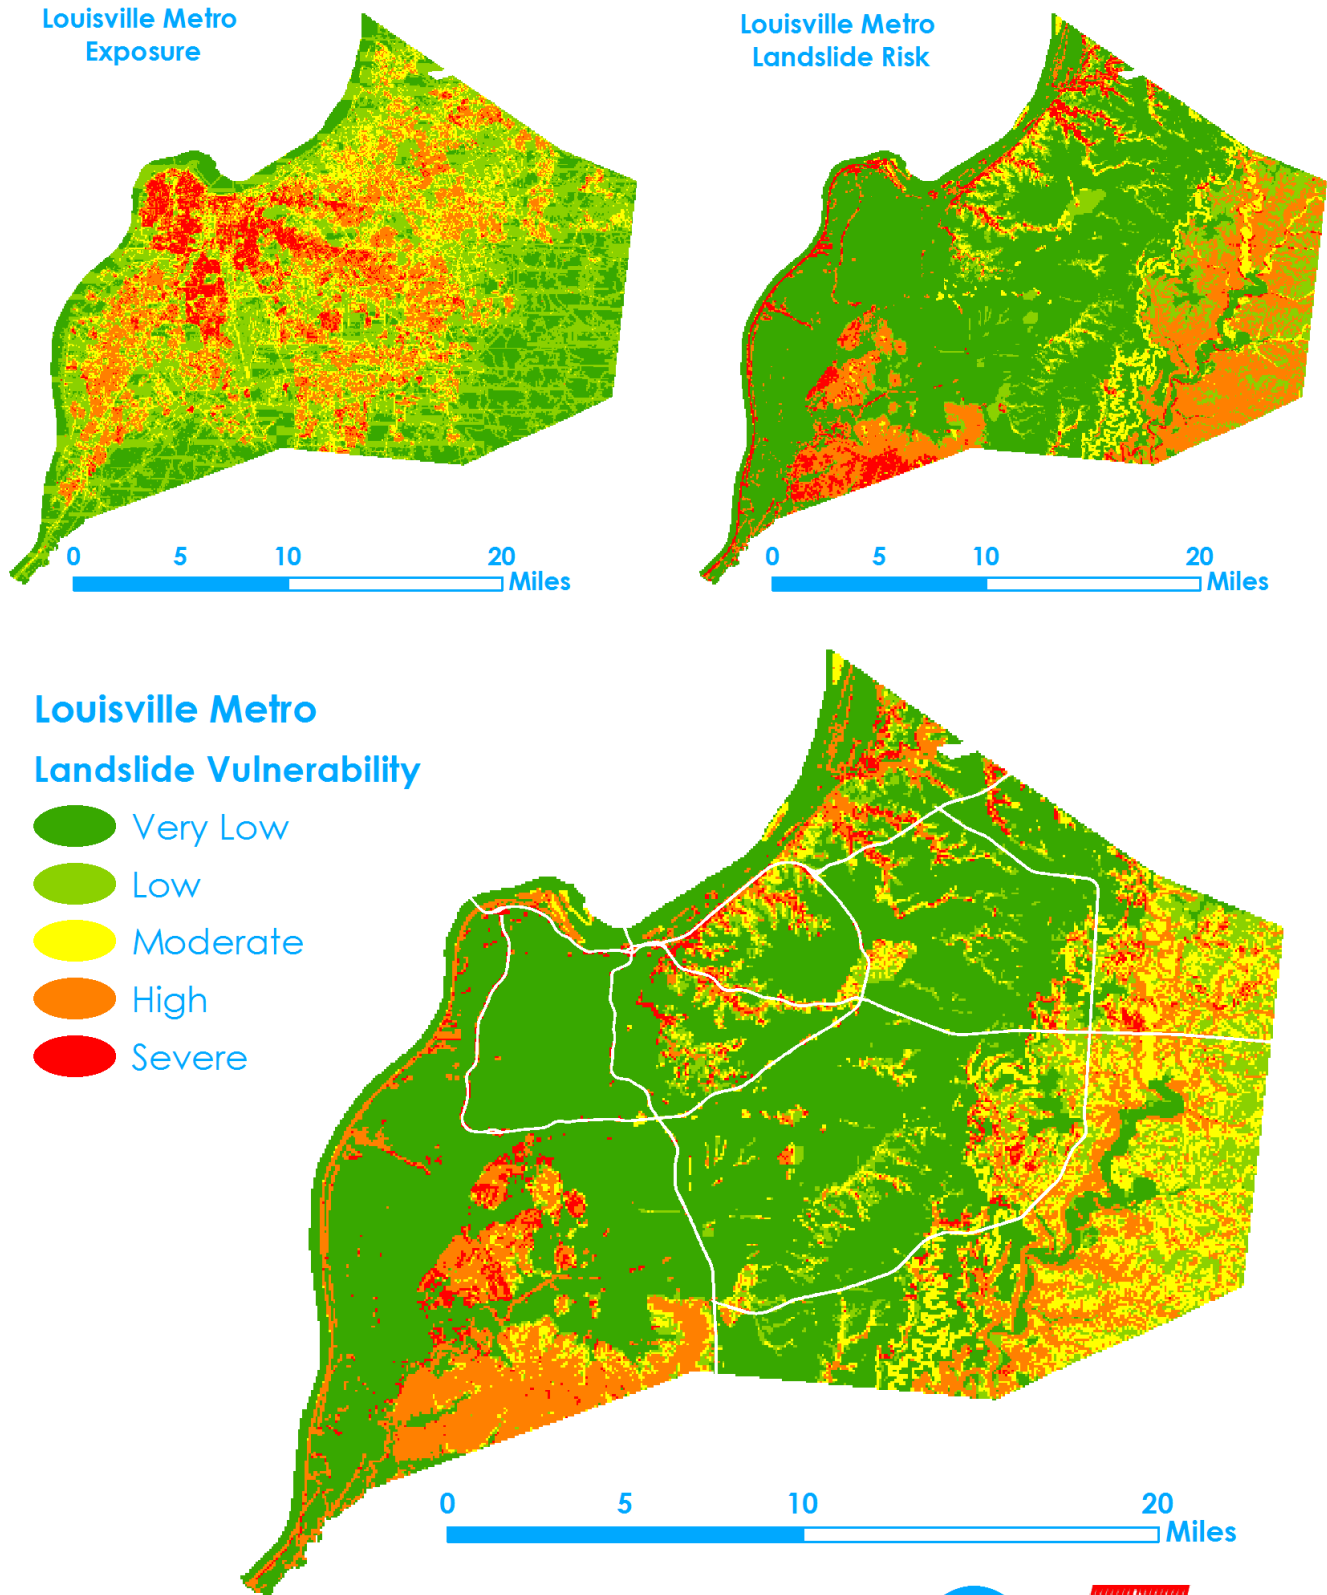 Louisville Metro
Exposure
Louisville Metro
Landslide Risk
0 5 10 20
Miles
0 5 10 20
Miles
Louisville Metro
Landslide Vulnerability
Very Low
Low
Moderate
High
Severe
0 5 10 20
Miles